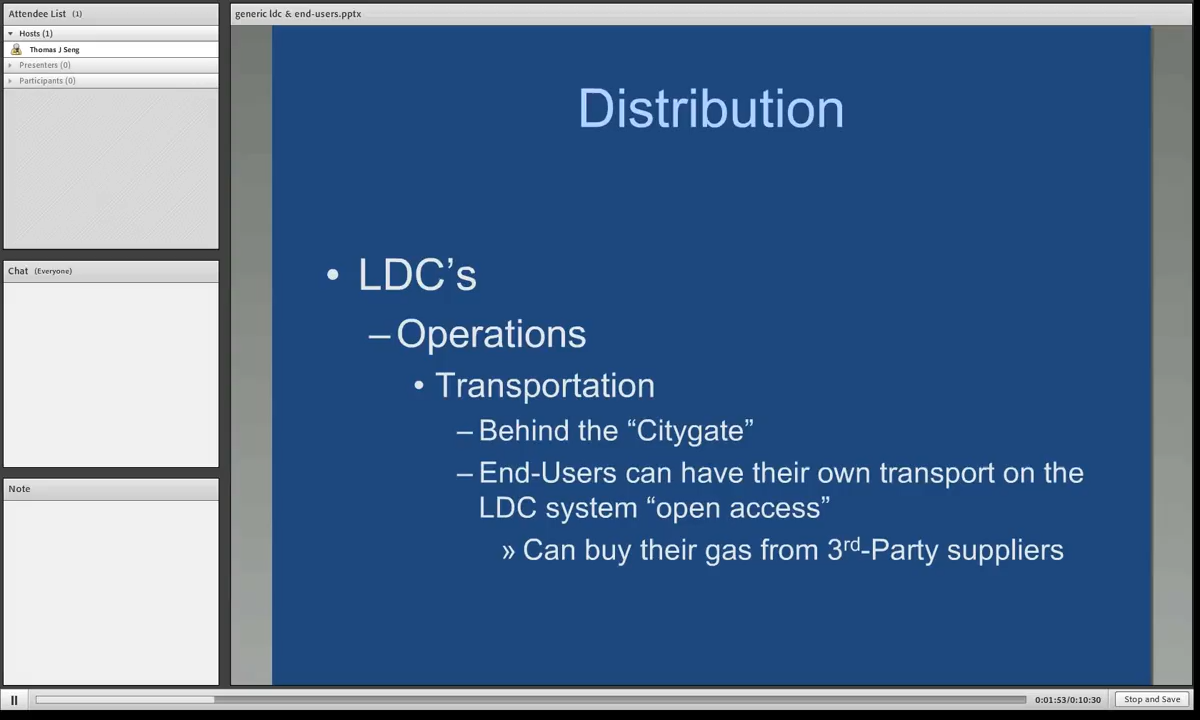 Attendee List (1)
Hosts (1)
Thomas J Seng
Presenters (0)
Participants (0)
Chat (Everyone)
Note
generic ldc & end-users.pptx
Distribution
• LDC’s
– Operations
• Transportation
– Behind the “Citygate”
– End-Users can have their own transport on the
LDC system “open access”
» Can buy their gas from 3rd-Party suppliers
0:01:53/0:10:30
Stop and Save